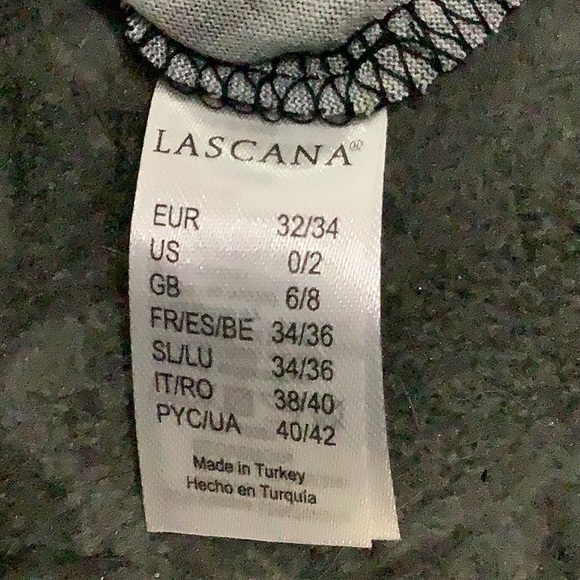 LASCANA®
EUR 32/34
US 0/2
GB 6/8
FR/ES/BE 34/36
SL/LU 34/36
IT/RO 38/40
PYC/UA 40/42
Made in Turkey
Hecho en Turquia